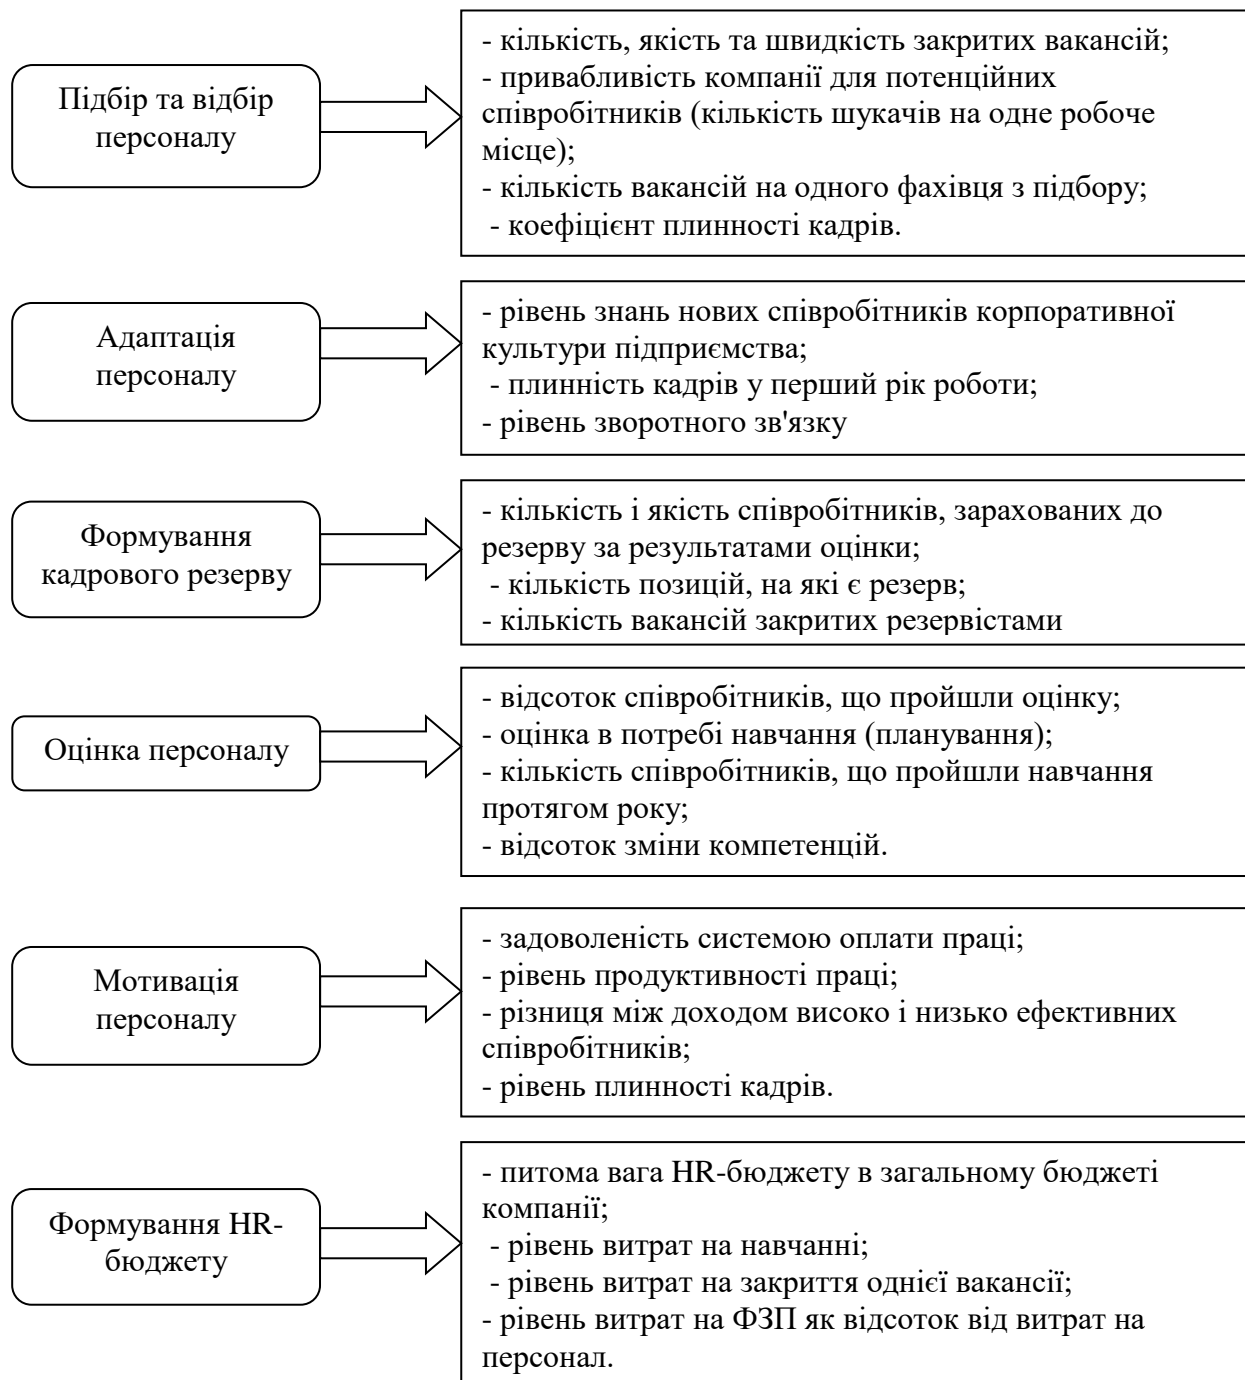 Підбір та відбір
персоналу
- кількість, якість та швидкість закритих вакансій;
- привабливість компанії для потенційних
співробітників (кількість шукачів на одне робоче
місце);
- кількість вакансій на одного фахівця з підбору;
- коефіцієнт плинності кадрів.
Адаптація
персоналу
- рівень знань нових співробітників корпоративної
культури підприємства;
- плинність кадрів у перший рік роботи;
- рівень зворотного зв'язку
Формування
кадрового резерву
- кількість і якість співробітників, зарахованих до
резерву за результатами оцінки;
- кількість позицій, на які є резерв;
- кількість вакансій закритих резервістами
Оцінка персоналу
- відсоток співробітників, що пройшли оцінку;
- оцінка в потребі навчання (планування);
- кількість співробітників, що пройшли навчання
протягом року;
- відсоток зміни компетенцій.
Мотивація
персоналу
- задоволеність системою оплати праці;
- рівень продуктивності праці;
- різниця між доходом високо і низько ефективних
співробітників;
- рівень плинності кадрів.
Формування HR-
бюджету
- питома вага HR-бюджету в загальному бюджеті
компанії;
- рівень витрат на навчанні;
- рівень витрат на закриття однієї вакансії;
- рівень витрат на ФЗП як відсоток від витрат на
персонал.